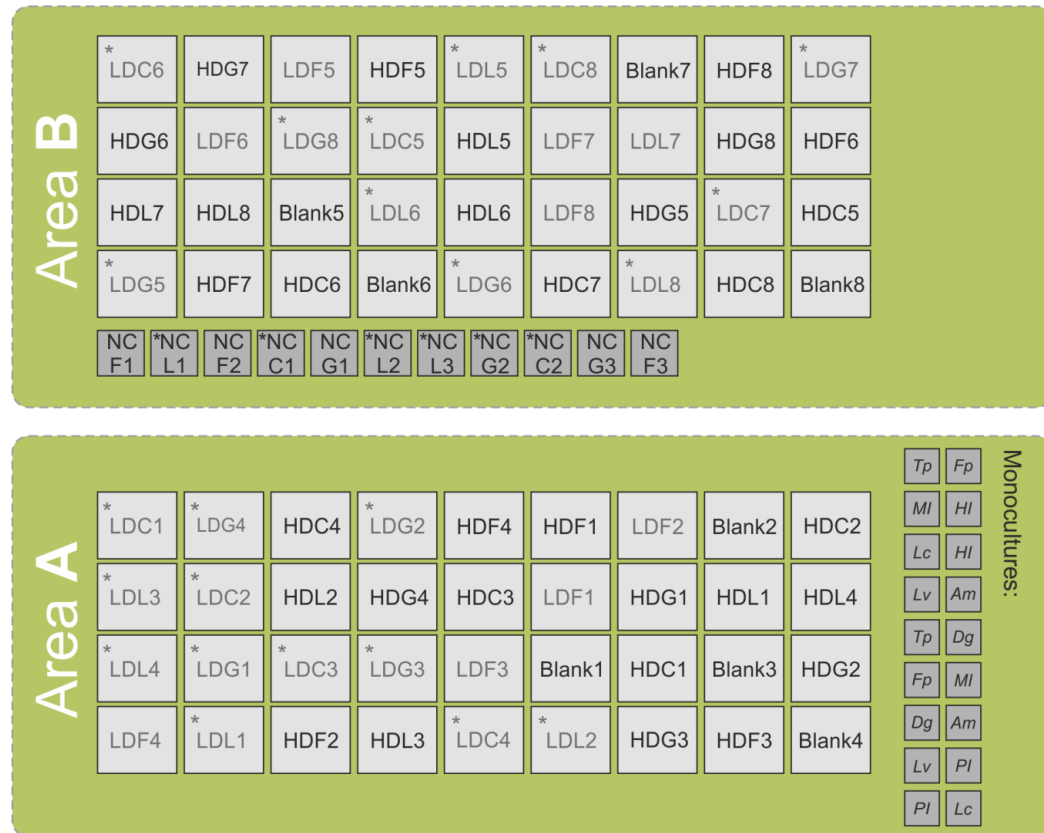 Area B
* LDC6 HDG7 LDF5 HDF5 * LDL5 * LDC8 Blank7 HDF8 * LDG7
HDG6 LDF6 * LDG8 * LDC5 HDL5 LDF7 LDL7 HDG8 HDF6
HDL7 HDL8 Blank5 * LDL6 HDL6 LDF8 HDG5 * LDC7 HDC5
* LDG5 HDF7 HDC6 Blank6 * LDG6 HDC7 * LDL8 HDC8 Blank8
NC *NC NC *NC NC *NC *NC *NC *NC NC NC
F1 L1 F2 C1 G1 L2 L3 G2 C2 G3 F3
Area A
* LDC1 * LDG4 HDC4 * LDG2 HDF4 HDF1 LDF2 Blank2 HDC2
* LDL3 * LDC2 HDL2 HDG4 HDC3 LDF1 HDG1 HDL1 HDL4
* LDL4 * LDG1 * LDC3 * LDG3 LDF3 Blank1 HDC1 Blank3 HDG2
LDF4 * LDL1 HDF2 HDL3 * LDC4 * LDL2 HDG3 HDF3 Blank4
Monocultures:
Tp Fp
Ml Hl
Lc Hl
Lv Am
Tp Dg
Fp Ml
Dg Am
Lv Pl
Pl Lc